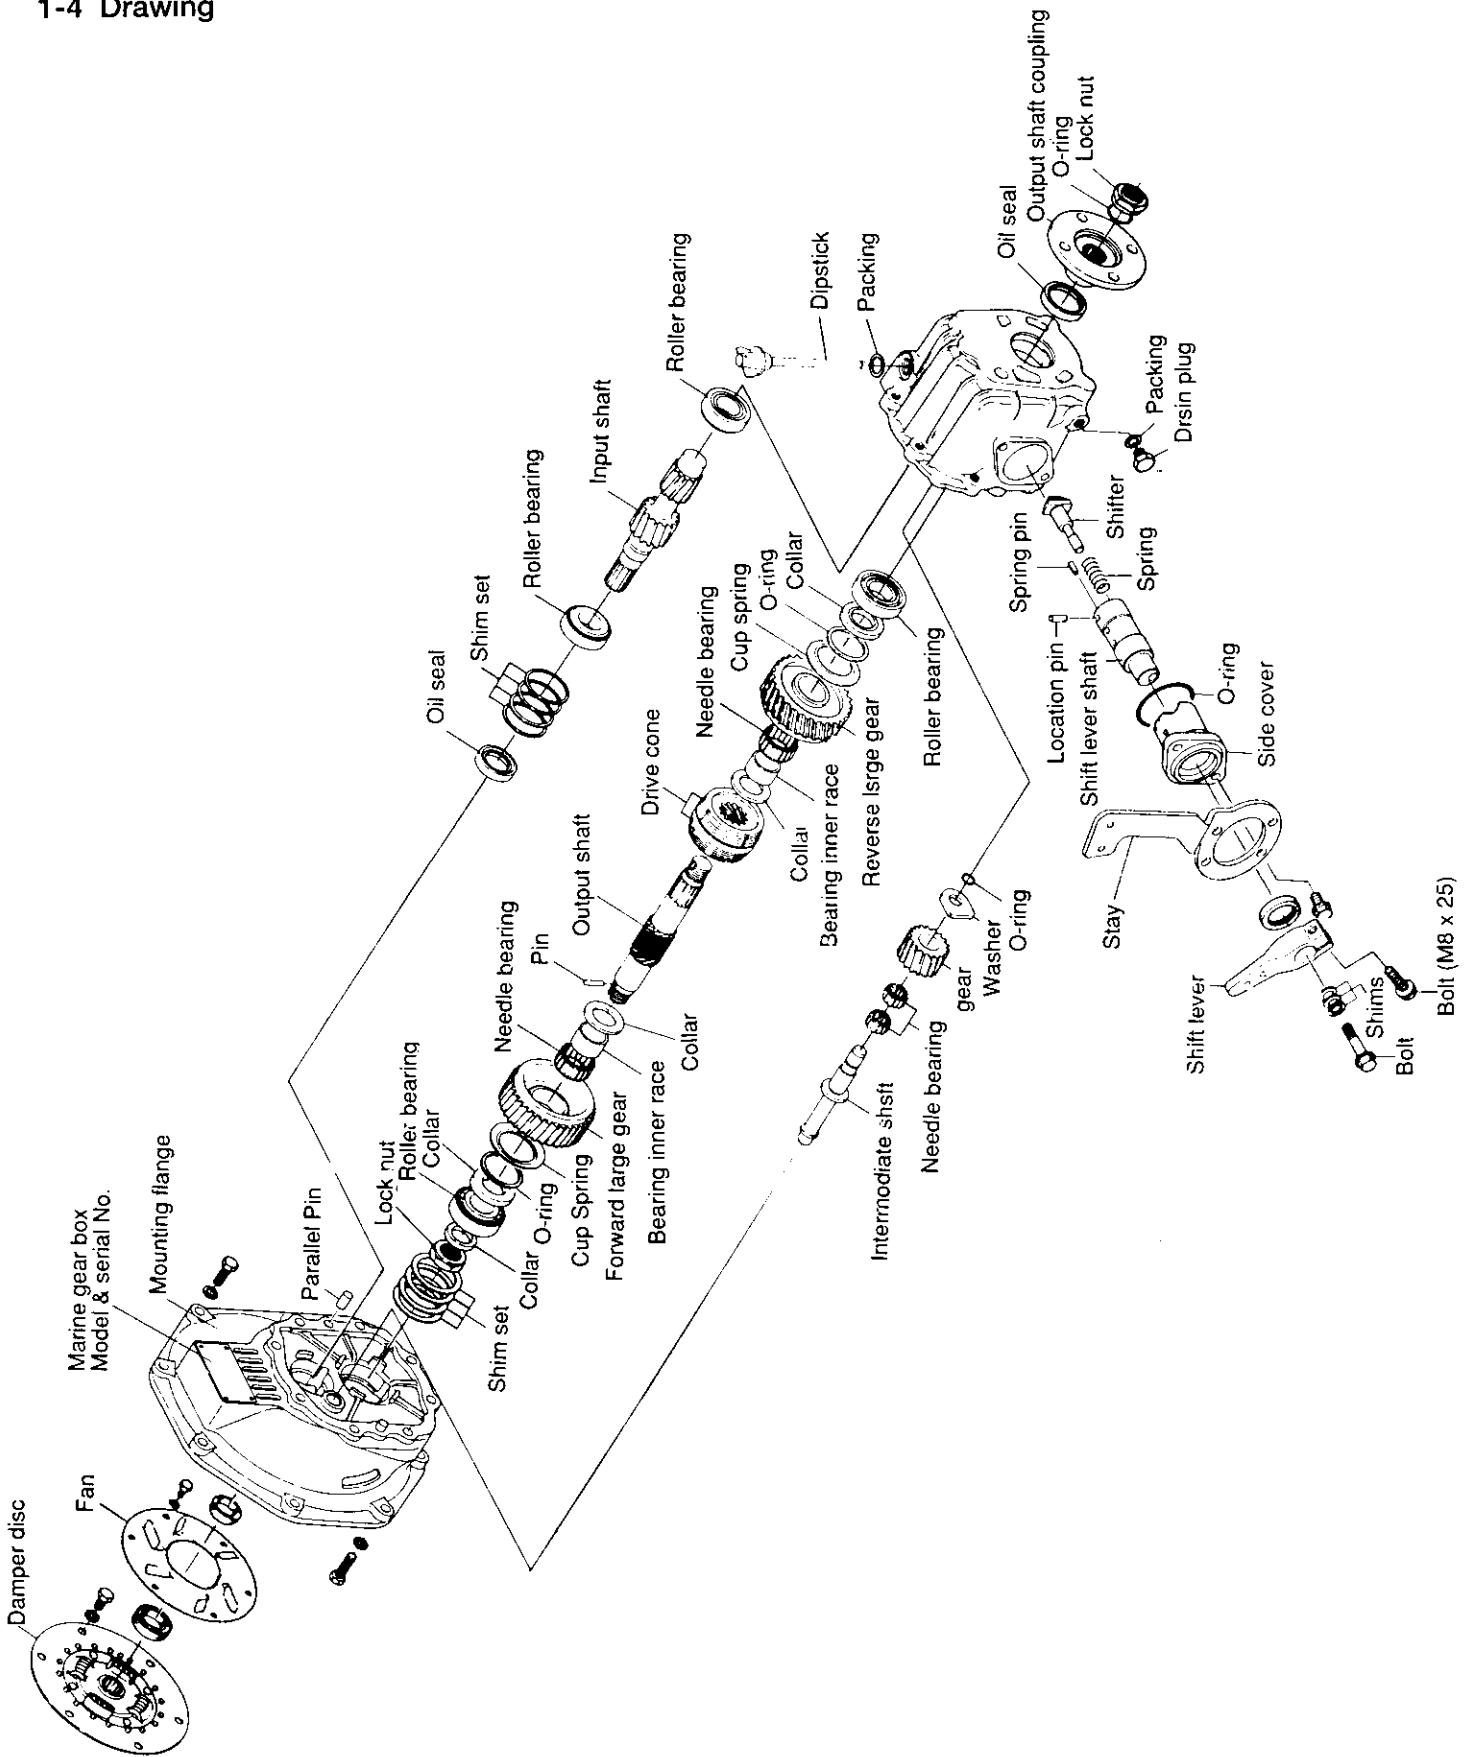 1-4 Drawing
Output shaft coupling
O-ring
Lock nut
Oil seal
Roller bearing
Dipstick
Packing
Input shaft
Roller bearing
Shim set
Oil seal
Packing
Drsin plug
Shifter
Spring pin
Spring
Location pin
Shift lever shaft
O-ring
Side cover
Stay
Shift lever
Shims
Bolt
Bolt (M8 x 25)
Collar
O-ring
Cup spring
Needle bearing
Drive cone
Roller bearing
Reverse lsrge gear
Bearing inner race
Collar
Output shaft
Pin
Needle bearing
Collar
Bearing inner race
Forward large gear
Cup Spring
O-ring
Collar
Roller bearing
Lock nut
Collar
Shim set
O-ring
Washer
gear
Needle bearing
Intermodiate shsft
Parallel Pin
Mounting flange
Marine gear box
Model & serial No.
Fan
Damper disc